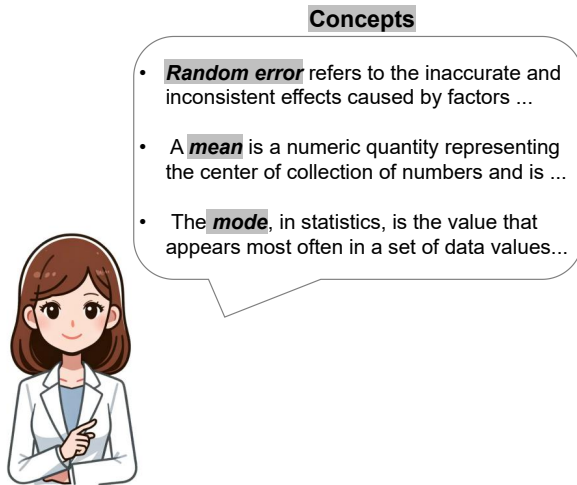 Concepts
• Random error refers to the inaccurate and
inconsistent effects caused by factors ...
• A mean is a numeric quantity representing
the center of collection of numbers and is ...
• The mode, in statistics, is the value that
appears most often in a set of data values...